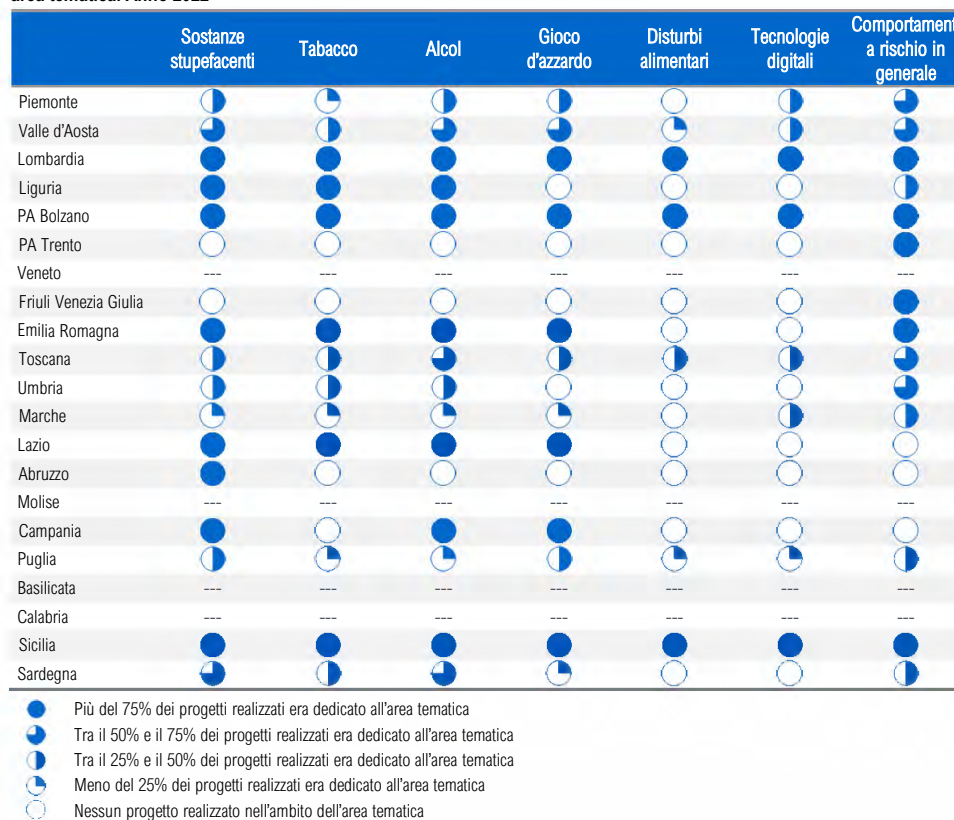 area tematica. Anno 2022
Sostanze stupefacenti Tabacco Alcol Gioco d'azzardo Disturbi alimentari Tecnologie digitali Comportament a rischio in generale
Piemonte
Valle d'Aosta
Lombardia
Liguria
PA Bolzano
PA Trento
Veneto --- --- --- --- --- --- ---
Friuli Venezia Giulia
Emilia Romagna
Toscana
Umbria
Marche
Lazio
Abruzzo
Molise --- --- --- --- --- --- ---
Campania
Puglia
Basilicata --- --- --- --- --- --- ---
Calabria --- --- --- --- --- --- ---
Sicilia
Sardegna
Più del 75% dei progetti realizzati era dedicato all'area tematica
Tra il 50% e il 75% dei progetti realizzati era dedicato all'area tematica
Tra il 25% e il 50% dei progetti realizzati era dedicato all'area tematica
Meno del 25% dei progetti realizzati era dedicato all'area tematica
Nessun progetto realizzato nell'ambito dell'area tematica